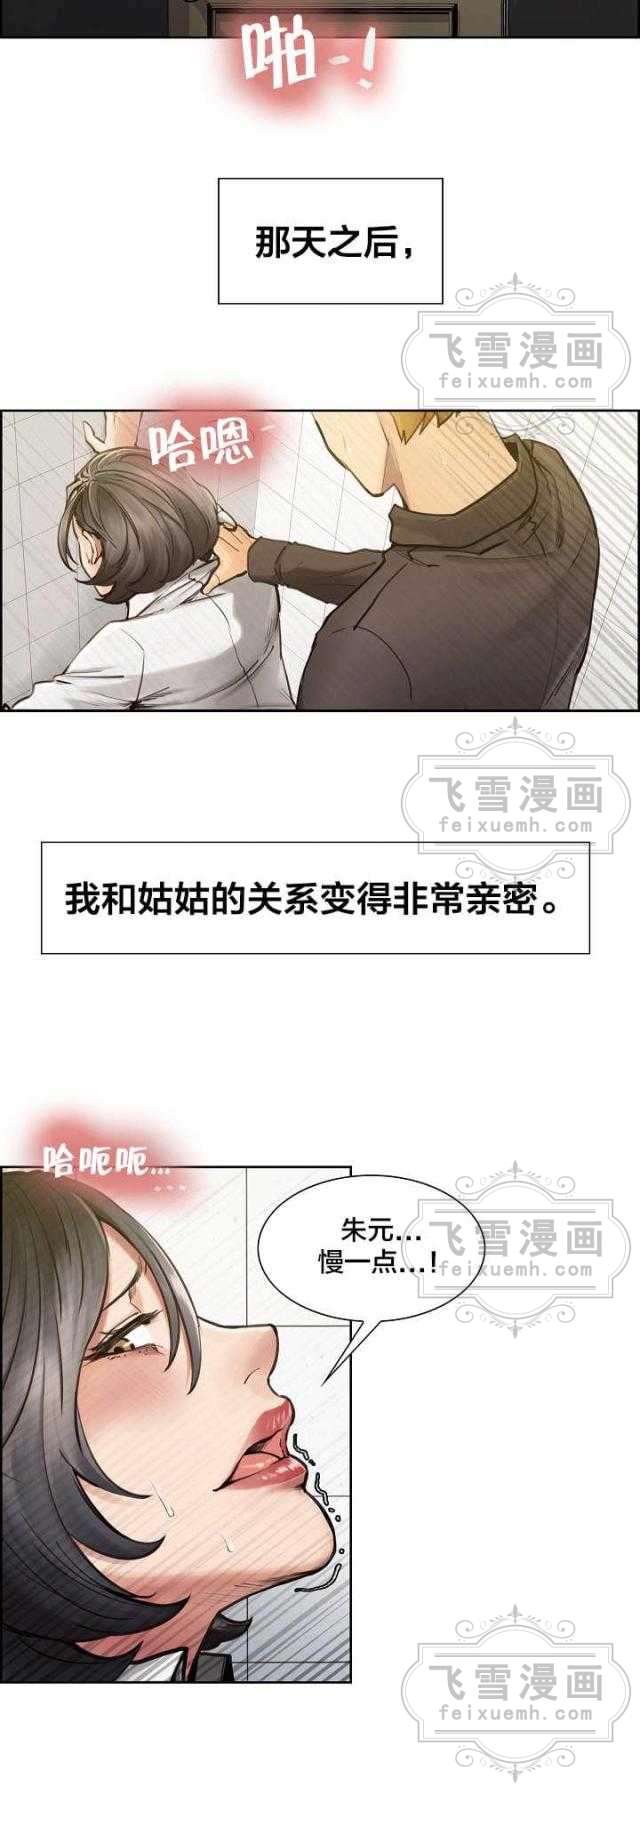 啪-!
那天之后，
飞雪漫画
feixuemh.com
哈嗯-
飞雪漫画
feixuemh.com
我和姑姑的关系变得非常亲密。
哈呃呃...
朱元...
慢一点...!
飞雪漫画
feixuemh.com
飞雪漫画
feixuemh.com